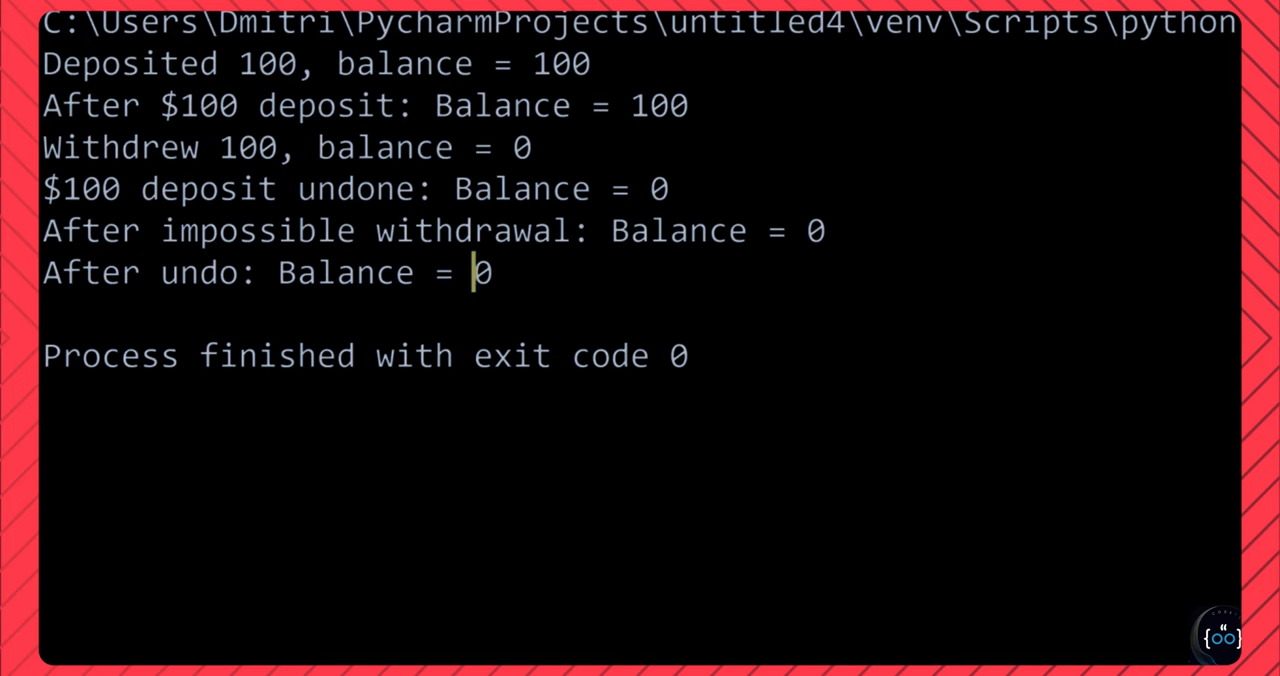 C:\Users\Dmitri\PycharmProjects\untitled4\venv\Scripts\python
Deposited 100, balance = 100
After $100 deposit: Balance = 100
Withdrew 100, balance = 0
$100 deposit undone: Balance = 0
After impossible withdrawal: Balance = 0
After undo: Balance = 0
Process finished with exit code 0